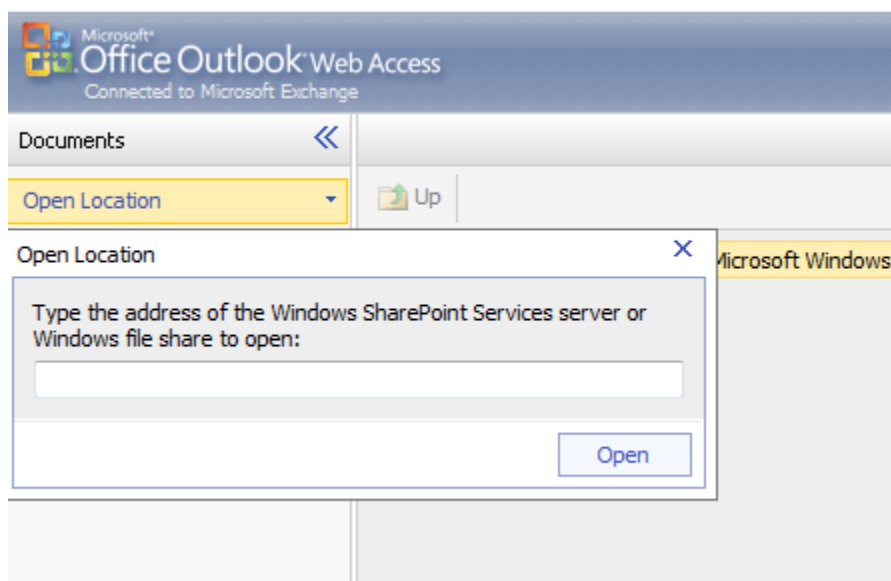 Microsoft®
Office Outlook Web Access
Connected to Microsoft Exchange
Documents
Open Location
Up
Open Location
Microsoft Windows
Type the address of the Windows SharePoint Services server or
Windows file share to open:
Open